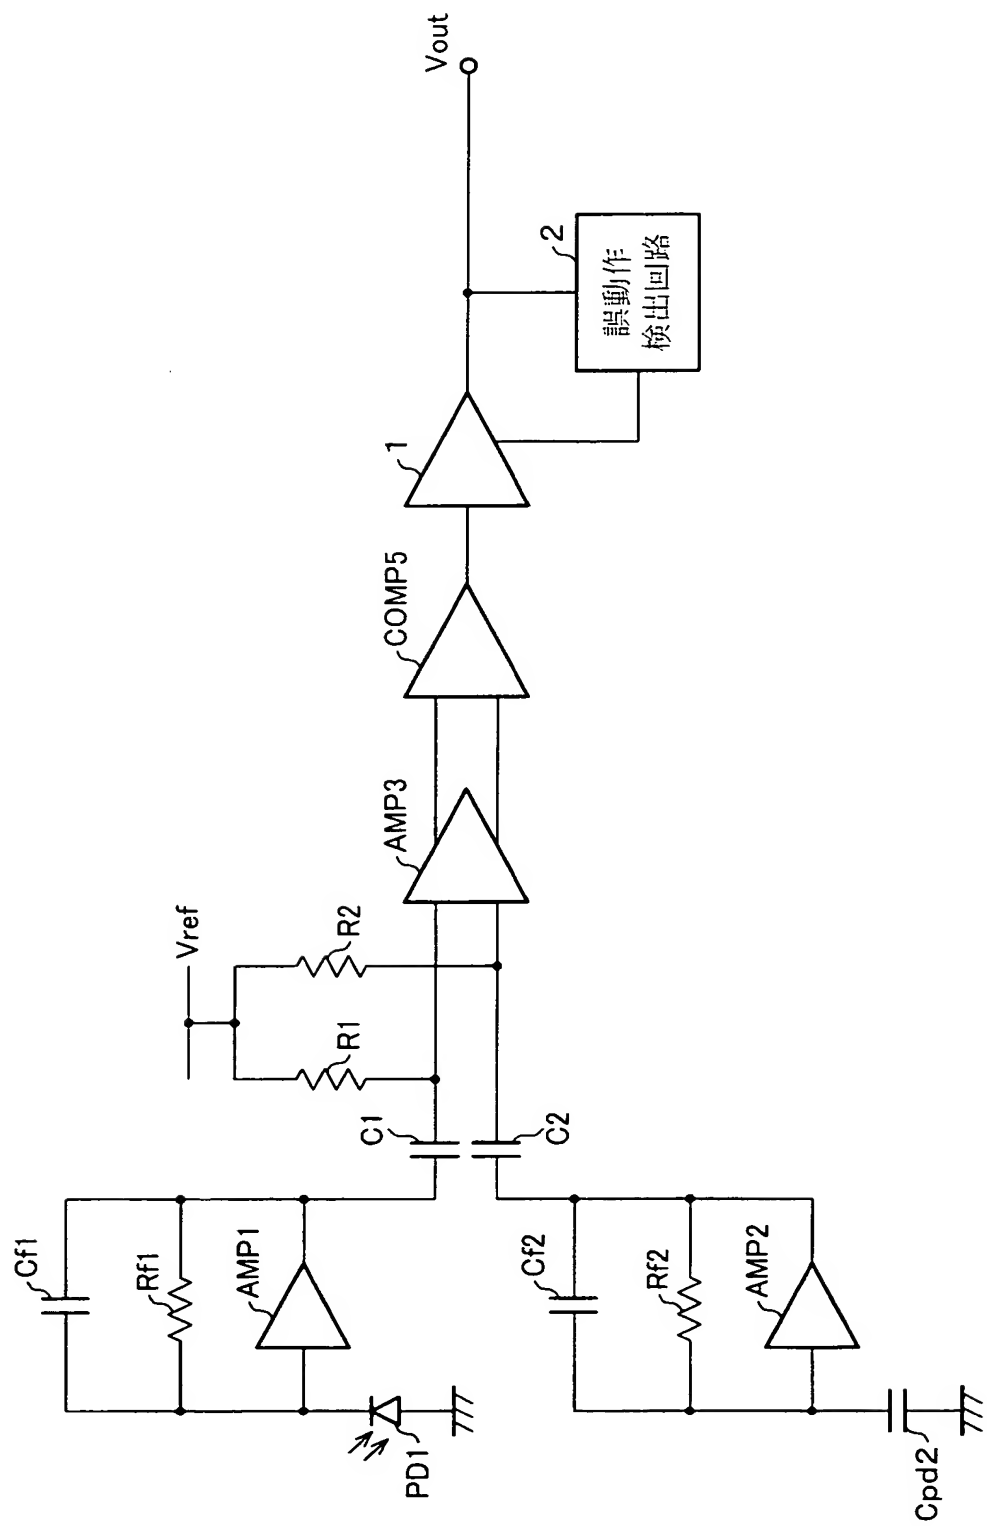 Cf1
Rf1
AMP1
PD1
Cf2
Rf2
AMP2
Cpd2
C1
C2
R1
R2
Vref
AMP3
COMP5
1
2
誤動作
検出回路
Vout